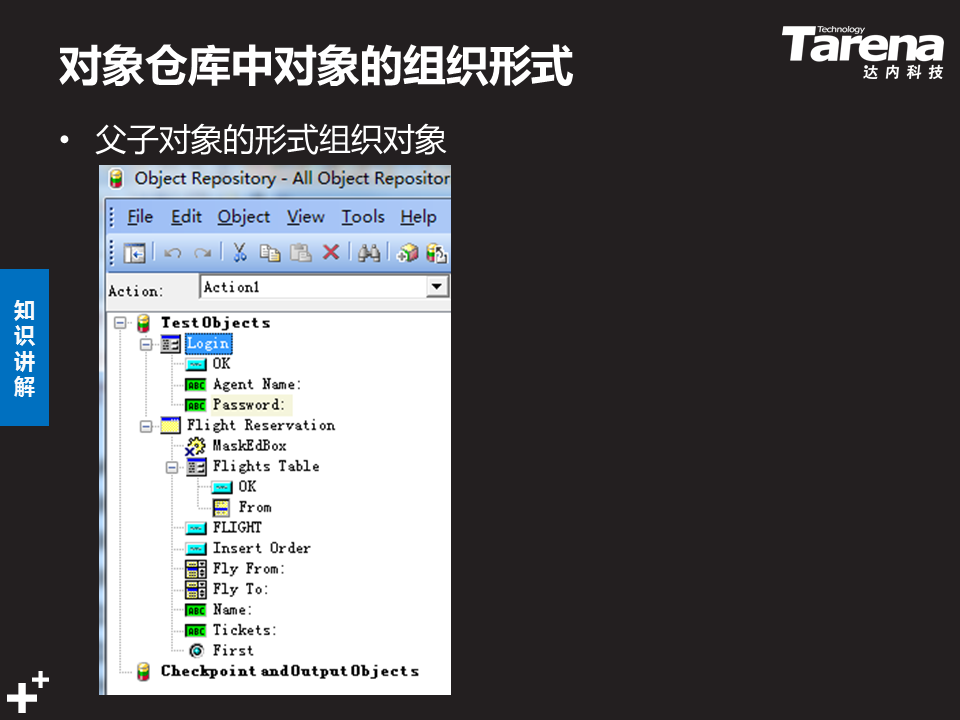 对象仓库中对象的组织形式
Technology
Tarena
达内科技
• 父子对象的形式组织对象
Object Repository - All Object Repositor
File Edit Object View Tools Help
Action: Action1
Test Objects
Login
OK
Agent Name:
Password:
Flight Reservation
MaskEdBox
Flights Table
OK
From
FLIGHT
Insert Order
Fly From:
Fly To:
Name:
Tickets:
First
Checkpoint and Output Objects
知识讲解